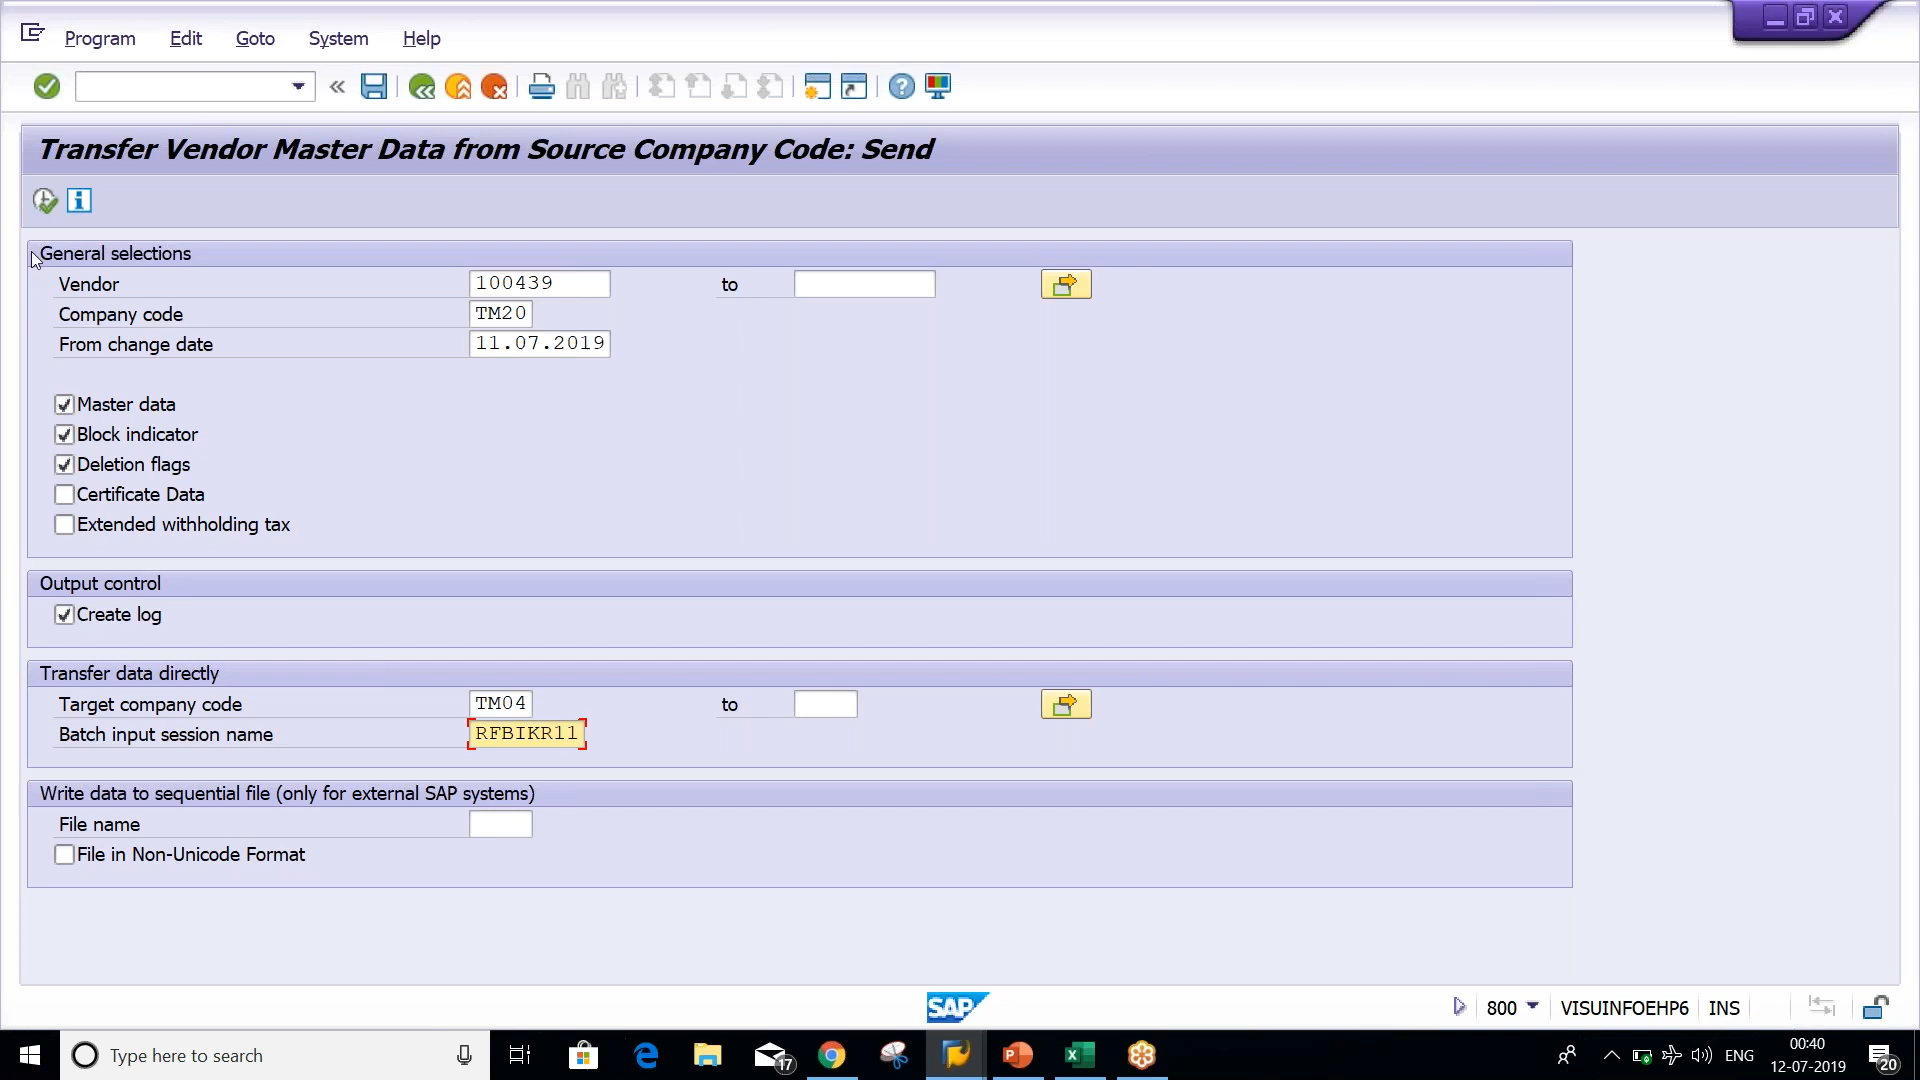 Program Edit Goto System Help
Transfer Vendor Master Data from Source Company Code: Send
General selections
Vendor 100439 to
Company code TM20
From change date 11.07.2019
Master data
Block indicator
Deletion flags
Certificate Data
Extended withholding tax
Output control
Create log
Transfer data directly
Target company code TM04 to
Batch input session name RFBIKR11
Write data to sequential file (only for external SAP systems)
File name
File in Non-Unicode Format
SAP 800 VISUINFOEHP6 INS
Type here to search 17 ENG 00:40
12-07-2019 20